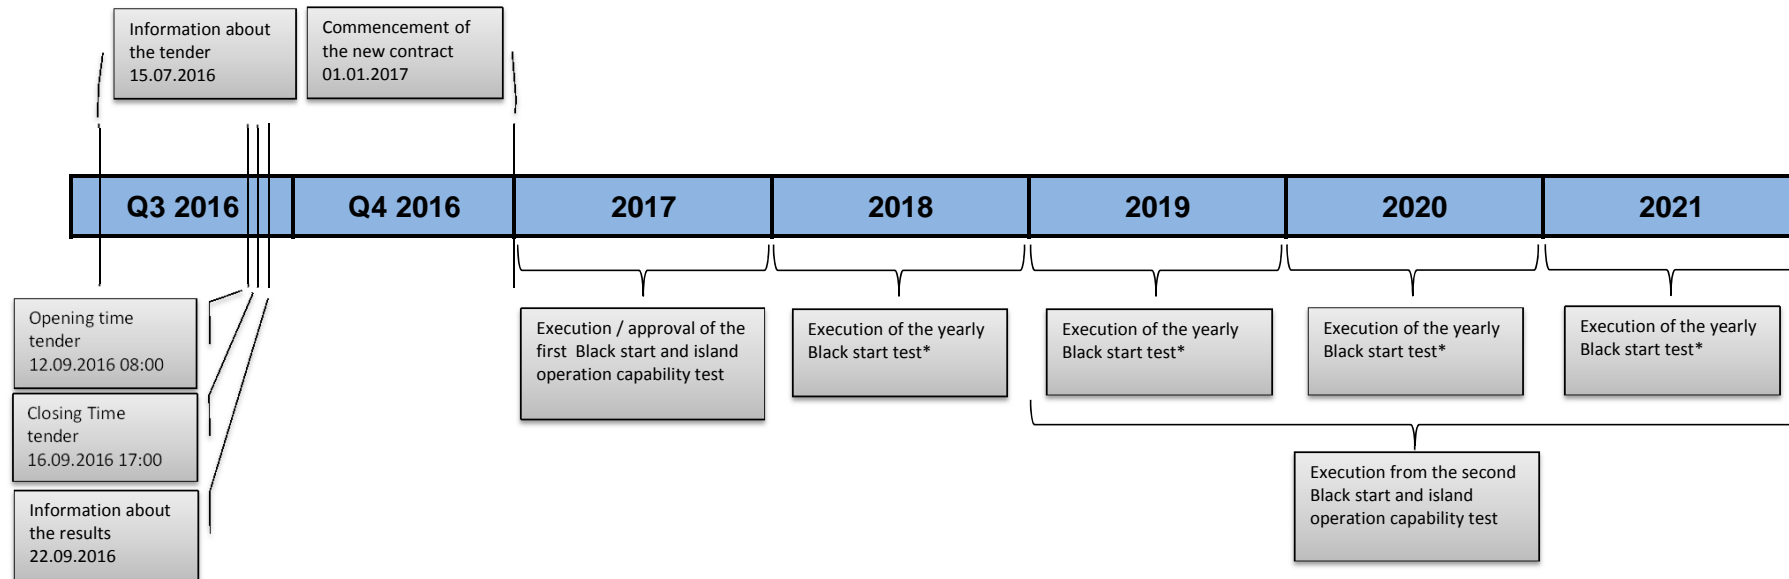 Information about
the tender
15.07.2016
Commencement of
the new contract
01.01.2017
Q3 2016
Q4 2016
2017
2018
2019
2020
2021
Opening time
tender
12.09.2016 08:00
Closing Time
tender
16.09.2016 17:00
Information about
the results
22.09.2016
Execution / approval of the
first Black start and island
operation capability test
Execution of the yearly
Black start test*
Execution of the yearly
Black start test*
Execution of the yearly
Black start test*
Execution of the yearly
Black start test*
Execution from the second
Black start and island
operation capability test